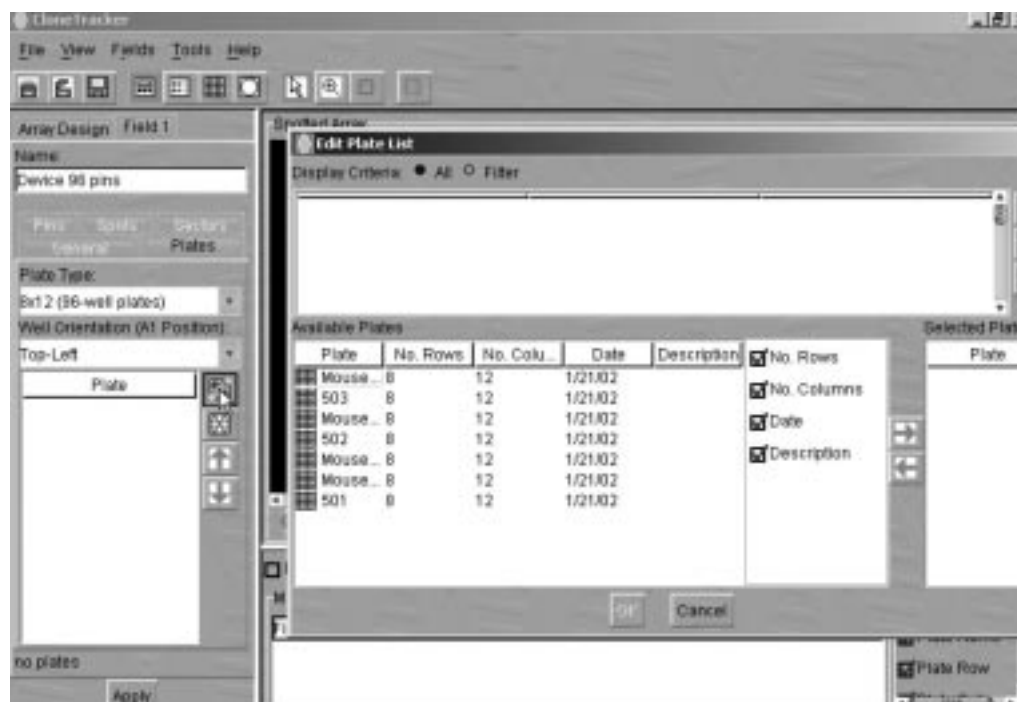 CloneTracker
File View Fields Tools Help
Array Design Field 1
Name:
Device 96 pins
Pins Spots Sectors
General Plates
Plate Type:
8x12 (96-well plates)
Well Orientation (A1 Position):
Top-Left
Plate
no plates
Apply
Spotted Array
Edit Plate List
Display Criteria: All Filter
Available Plates
Plate No. Rows No. Colu... Date Description
Mouse... 8 12 1/21/02
503 8 12 1/21/02
Mouse... 8 12 1/21/02
502 8 12 1/21/02
Mouse... 8 12 1/21/02
Mouse... 8 12 1/21/02
501 8 12 1/21/02
No. Rows
No. Columns
Date
Description
Selected Plat
Plate
OK Cancel
Plate Name
Plate Row